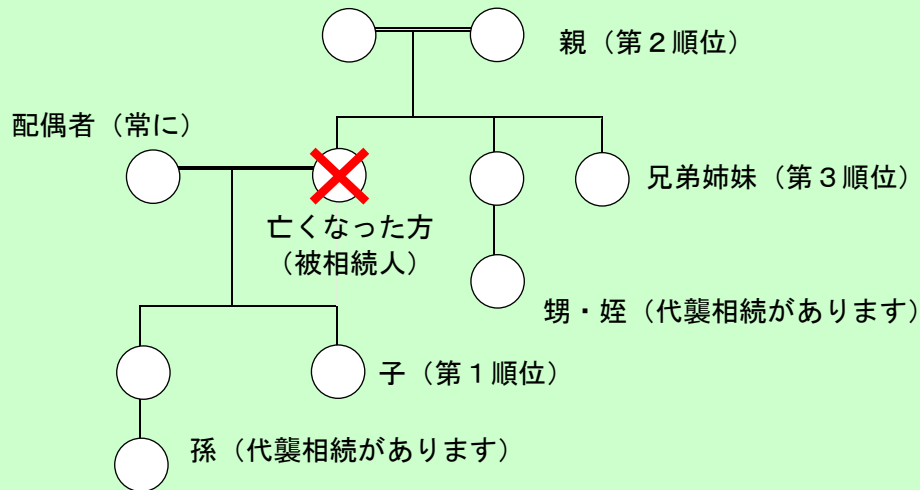 親（第２順位）
配偶者（常に）
兄弟姉妹（第３順位）
亡くなった方
（被相続人）
甥・姪（代襲相続があります）
子（第１順位）
孫（代襲相続があります）